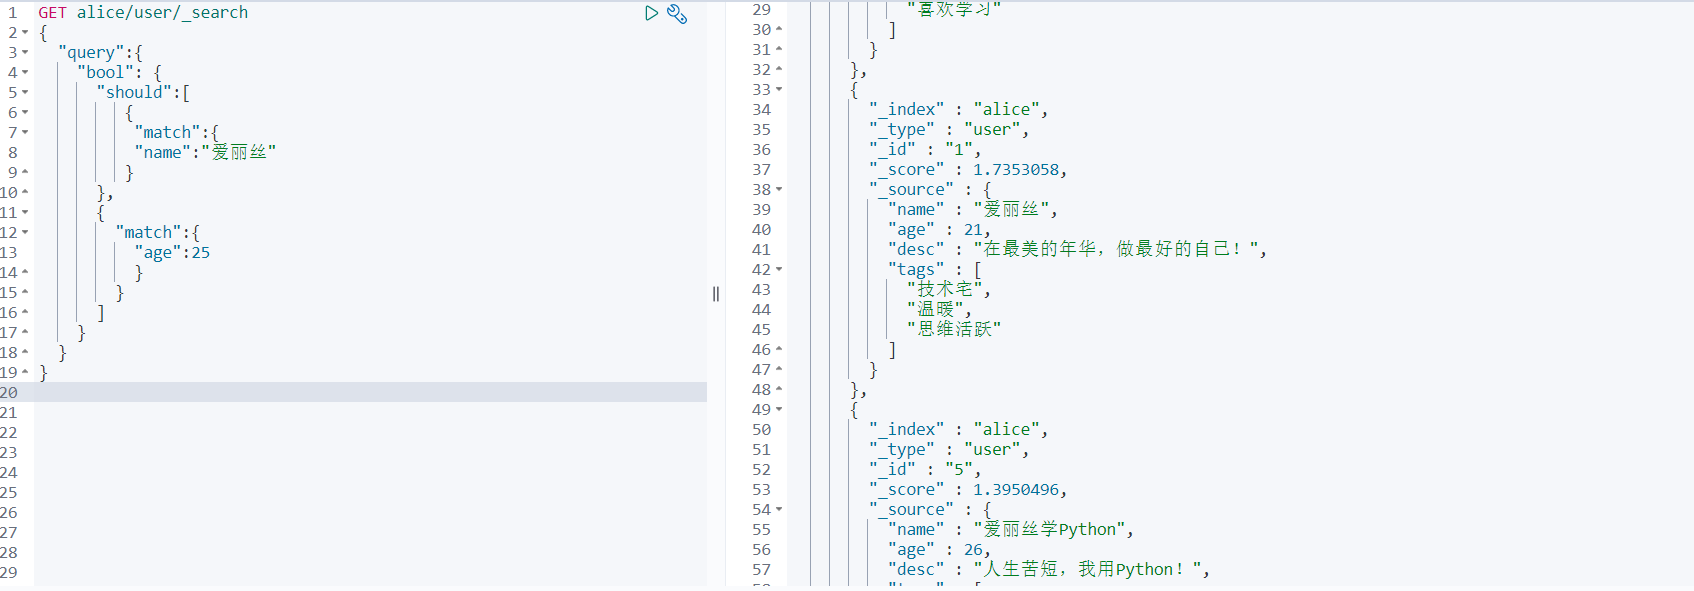 1 GET alice/user/_search
2 {
3 "query":{
4 "bool": {
5 "should":[
6 {
7 "match":{
8 "name":"爱丽丝"
9 }
10 },
11 {
12 "match":{
13 "age":25
14 }
15 }
16 ]
17 }
18 }
19 }
20
21
22
23
24
25
26
27
28
29
29 "喜欢学习"
30 ]
31 }
32 },
33 {
34 "_index" : "alice",
35 "_type" : "user",
36 "_id" : "1",
37 "_score" : 1.7353058,
38 "_source" : {
39 "name" : "爱丽丝",
40 "age" : 21,
41 "desc" : "在最美的年华，做最好的自己！",
42 "tags" : [
43 "技术宅",
44 "温暖",
45 "思维活跃"
46 ]
47 }
48 },
49 {
50 "_index" : "alice",
51 "_type" : "user",
52 "_id" : "5",
53 "_score" : 1.3950496,
54 "_source" : {
55 "name" : "爱丽丝学Python",
56 "age" : 26,
57 "desc" : "人生苦短，我用Python！",